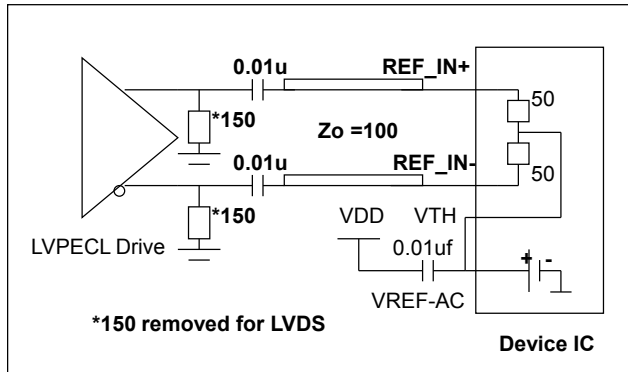 0.01u
REF_IN+
50
*150
Zo =100
0.01u
REF_IN-
50
*150
VDD
VTH
LVPECL Drive
0.01uf
+ -
VREF-AC
*150 removed for LVDS
Device IC